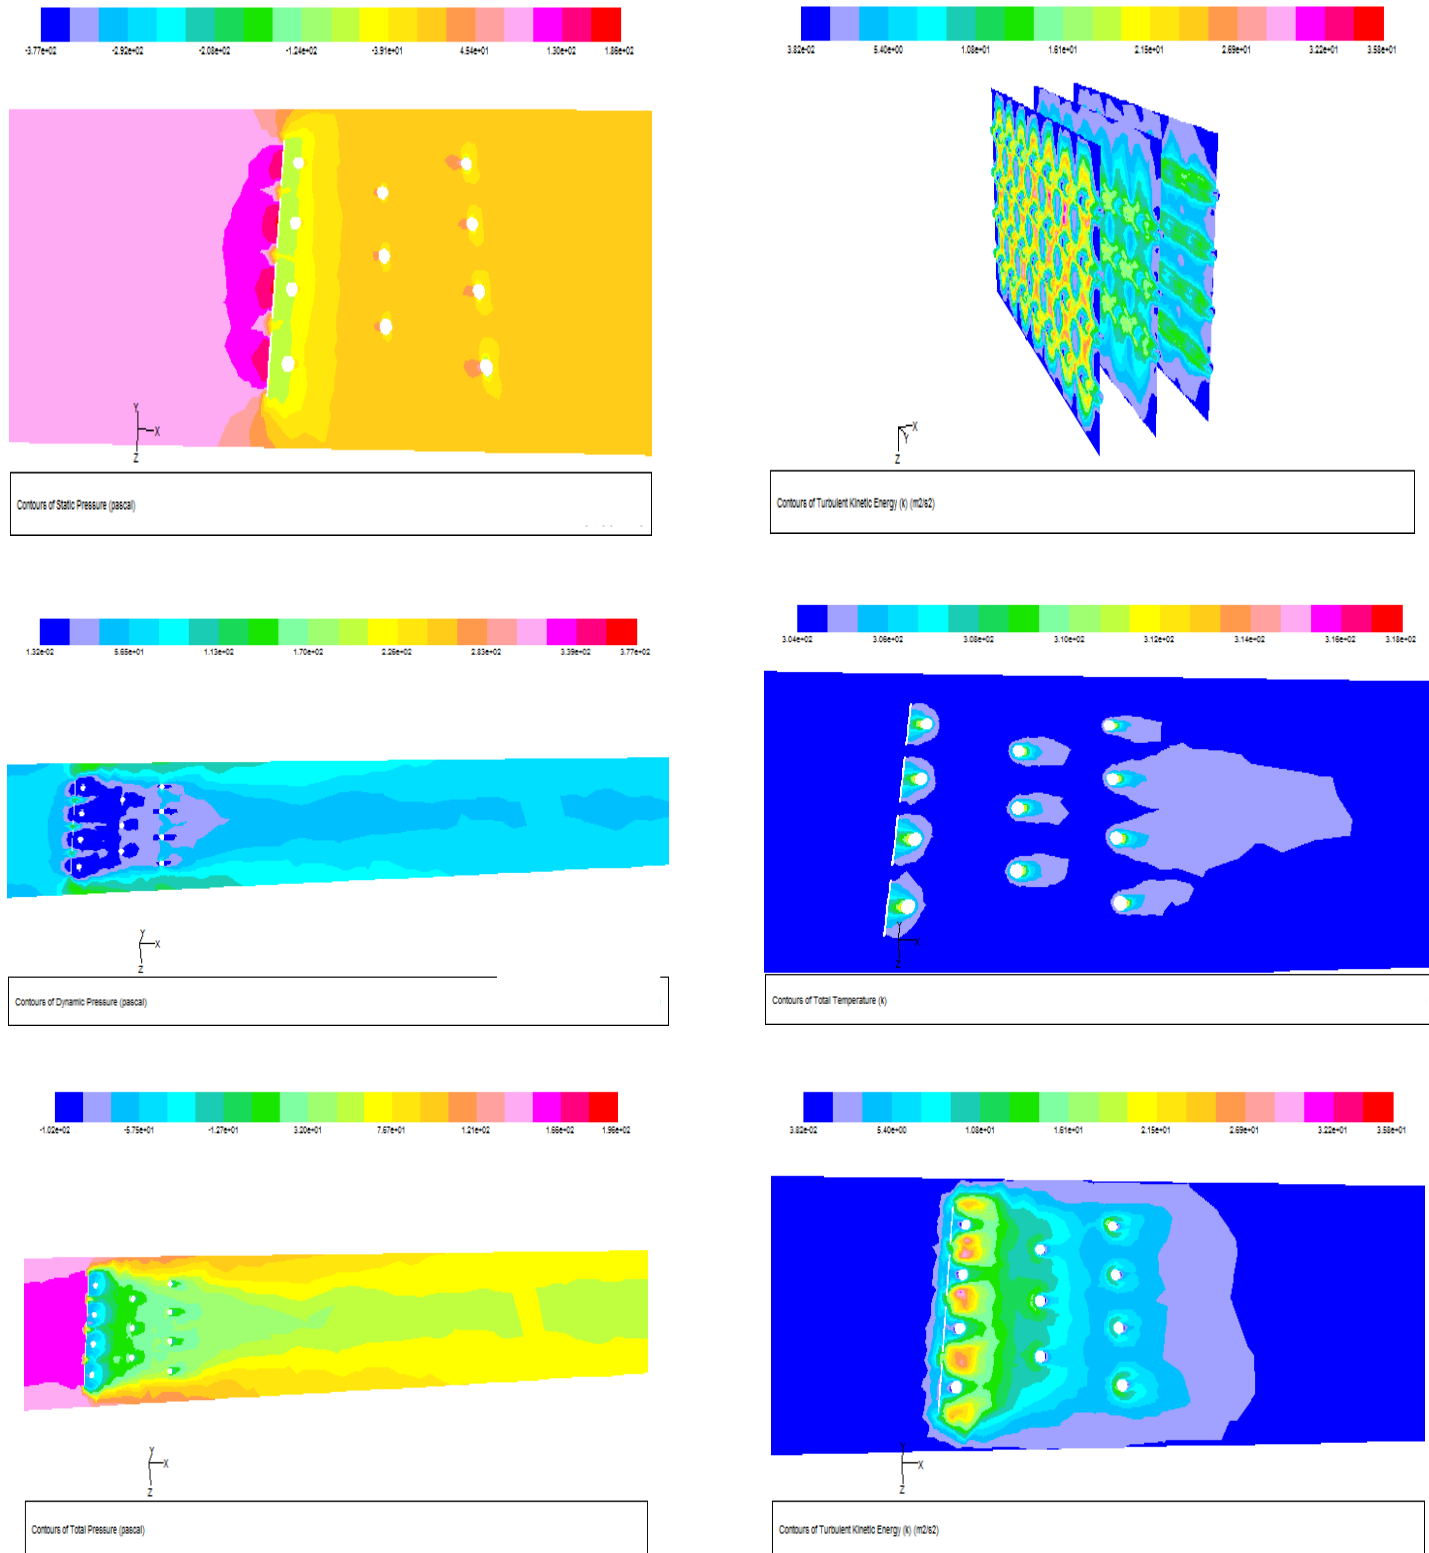 -3.77e+02 -2.92e+02 -2.08e+02 -1.24e+02 -3.91e+01 4.54e+01 1.30e+02 1.86e+02
Y
X
Z
Contours of Static Pressure (pascal)
3.82e-02 5.40e+00 1.08e+01 1.61e+01 2.15e+01 2.69e+01 3.22e+01 3.58e+01
X
Y
Z
Contours of Turbulent Kinetic Energy (k) (m2/s2)
1.32e-02 5.65e+01 1.13e+02 1.70e+02 2.26e+02 2.83e+02 3.39e+02 3.77e+02
Y
X
Z
Contours of Dynamic Pressure (pascal)
3.04e+02 3.06e+02 3.08e+02 3.10e+02 3.12e+02 3.14e+02 3.16e+02 3.18e+02
Y
X
Z
Contours of Total Temperature (k)
-1.02e+02 -5.75e+01 -1.27e+01 3.20e+01 7.67e+01 1.21e+02 1.66e+02 1.96e+02
Y
X
Z
Contours of Total Pressure (pascal)
3.82e-02 5.40e+00 1.08e+01 1.61e+01 2.15e+01 2.69e+01 3.22e+01 3.58e+01
Y
X
Z
Contours of Turbulent Kinetic Energy (k) (m2/s2)